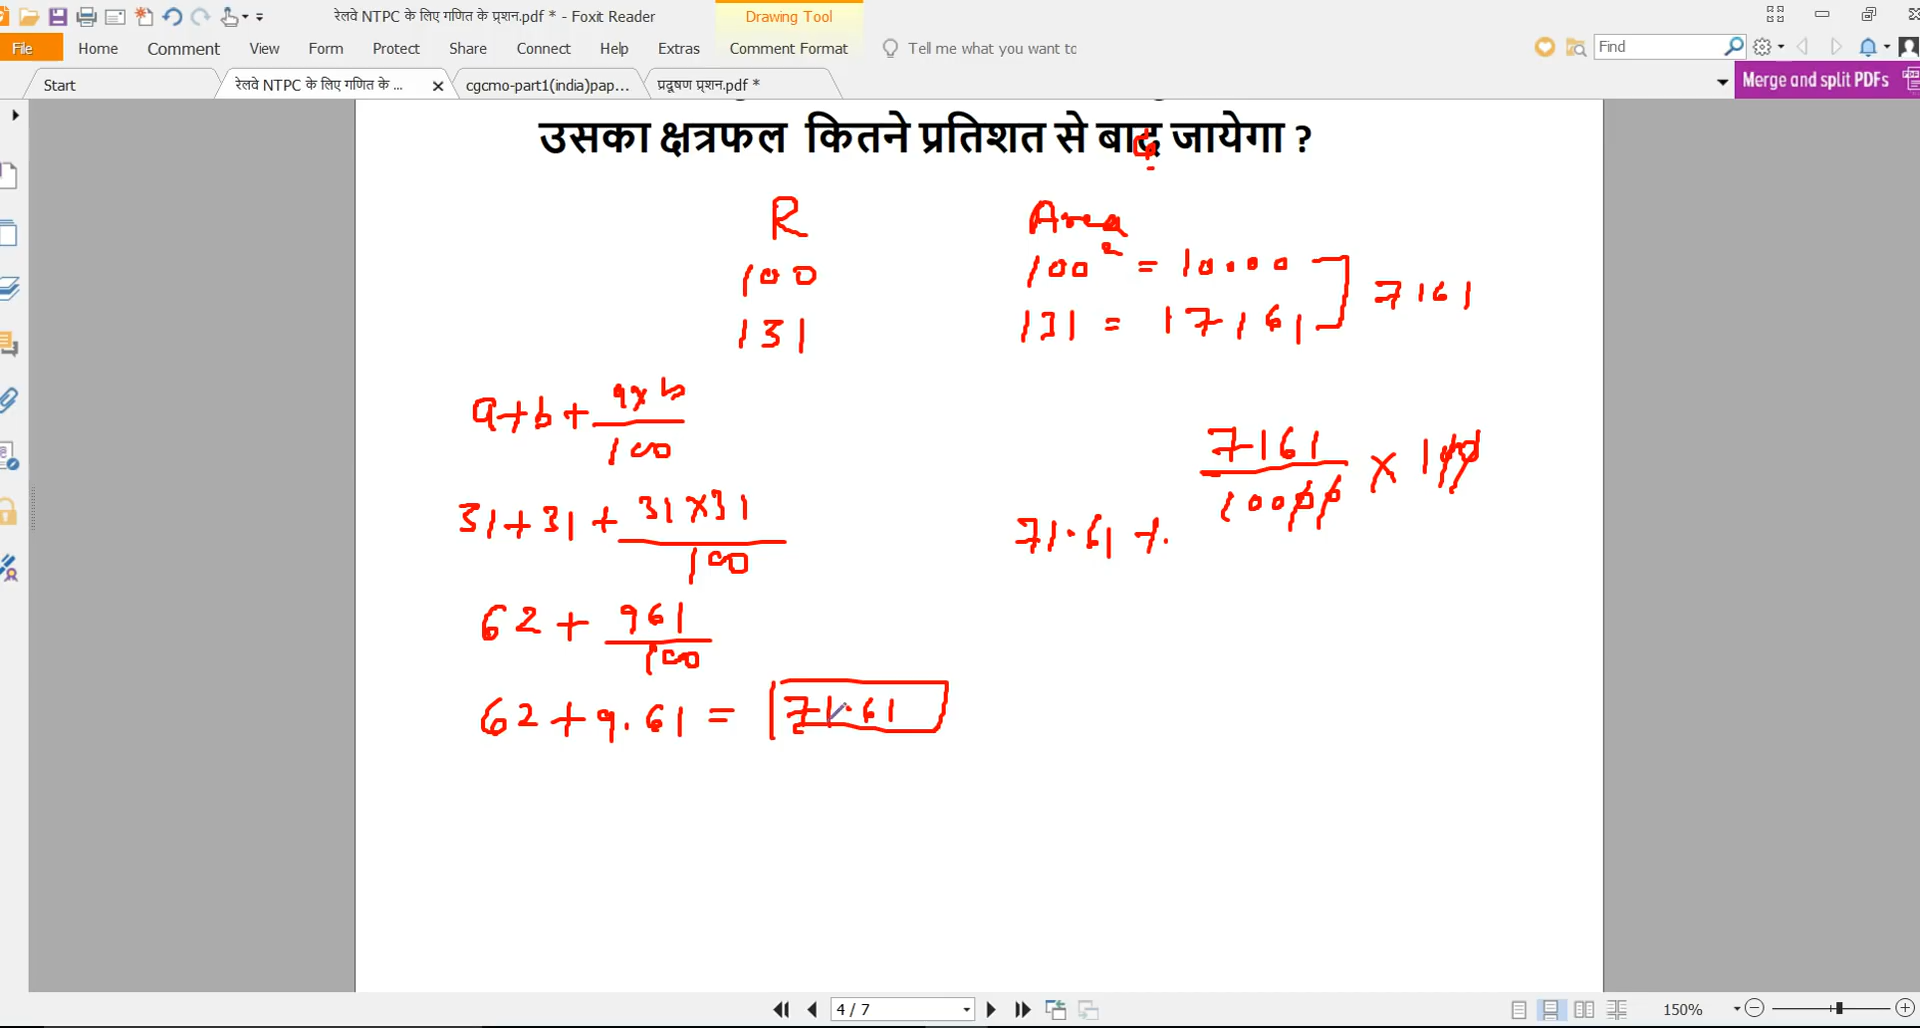 रेलवे NTPC के लिए गणित के प्रशन.pdf * - Foxit Reader
Drawing Tool
File Home Comment View Form Protect Share Connect Help Extras Comment Format Tell me what you want to Find
Start रेलवे NTPC के लिए गणित के ... cgcmo-part1(india)pap... प्रदूषण प्रशन.pdf * Merge and split PDFs
उसका क्षत्रफल कितने प्रतिशत से बाढ़ जायेगा ?
R Area
100 100² = 10000
131 131 = 17161 7161
a+b+ a×b/100
7161/10000 × 100
31+31+ 31×31/100
71.61 %
62 + 961/100
62 + 9.61 = 71.61
4 / 7 150%